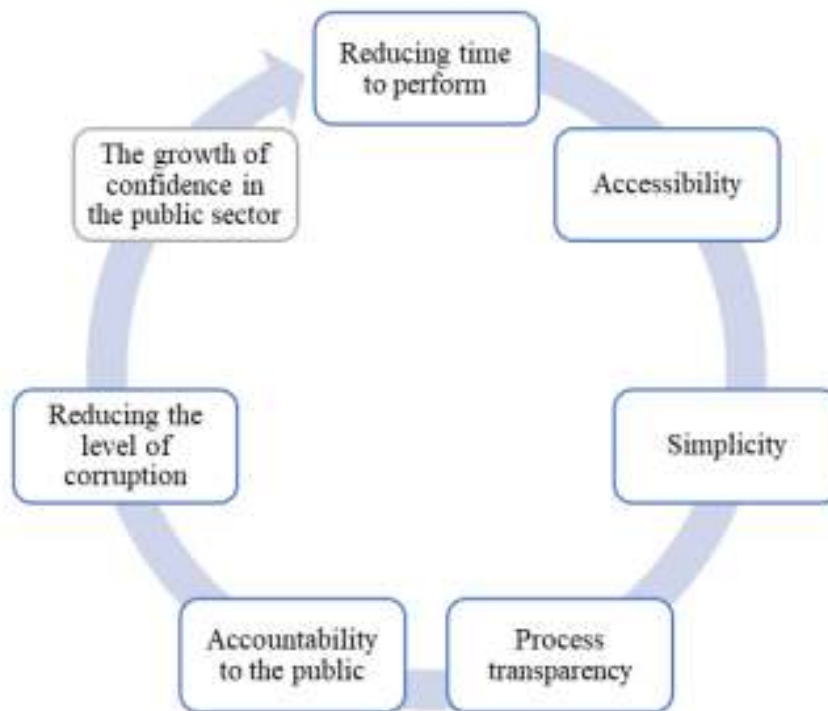 Reducing time
to perform
Accessibility
Simplicity
Process
transparency
Accountability
to the public
Reducing the
level of
corruption
The growth of
confidence in
the public sector